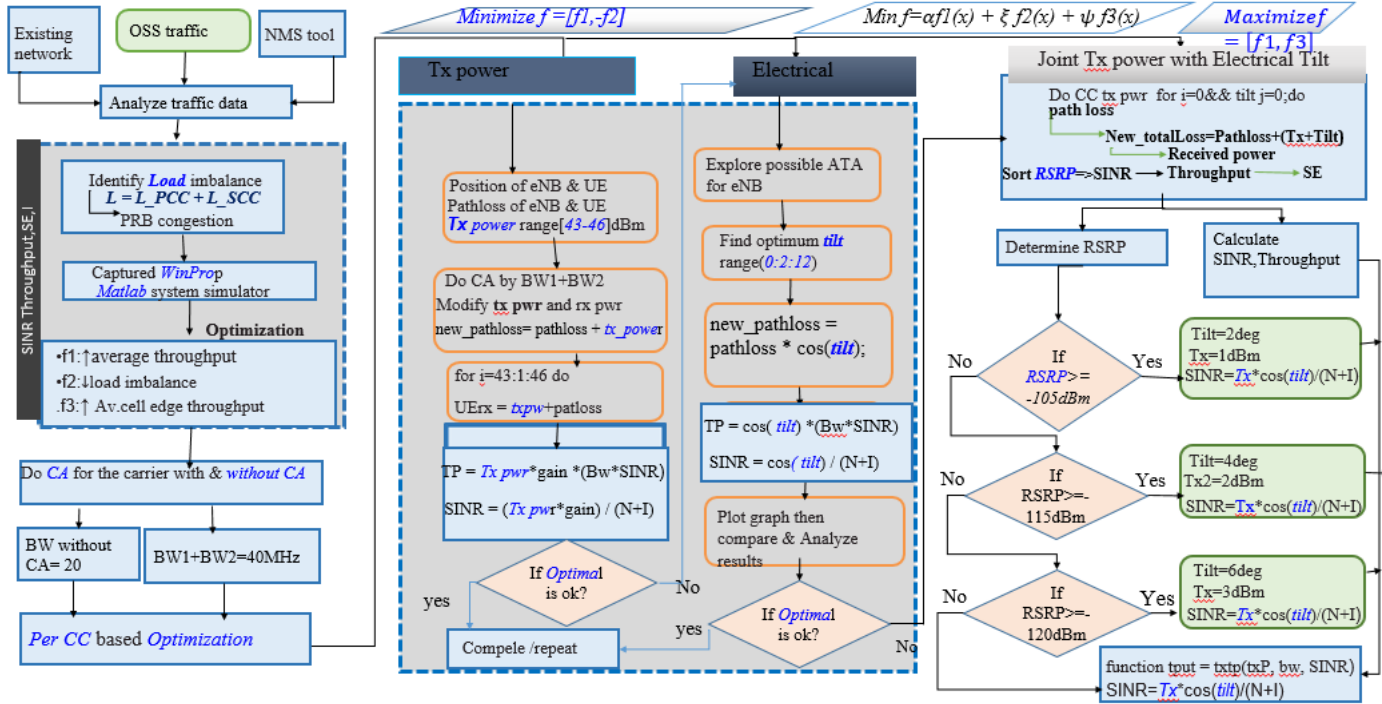 Existing
network
OSS traffic
NMS tool
Analyze traffic data
SINR Throughput,SE,I
Identify Load imbalance
L = L_PCC + L_SCC
PRB congestion
Captured WinProp
Matlab system simulator
Optimization
•f1:↑average throughput
•f2:↓load imbalance
.f3:↑ Av.cell edge throughput
Do CA for the carrier with & without CA
BW without
CA= 20
BW1+BW2=40MHz
Per CC based Optimization
Minimize f =[f1,-f2]
Min f=αf1(x) + ξ f2(x) + ψ f3(x)
Maximizef
= [f1, f3]
Tx power
Position of eNB & UE
Pathloss of eNB & UE
Tx power range[43-46]dBm
Do CA by BW1+BW2
Modify tx pwr and rx pwr
new_pathloss= pathloss + tx_power
for i=43:1:46 do
UErx = txpw+patloss
TP = Tx pwr*gain *(Bw*SINR)
SINR = (Tx pwr*gain) / (N+I)
If Optimal
is ok?
yes
No
Compele /repeat
Electrical
Explore possible ATA
for eNB
Find optimum tilt
range(0:2:12)
new_pathloss =
pathloss * cos(tilt);
TP = cos( tilt) *(Bw*SINR)
SINR = cos( tilt) / (N+I)
Plot graph then
compare & Analyze
results
If Optimal
is ok?
yes
No
Joint Tx power with Electrical Tilt
Do CC tx pwr for i=0&& tilt j=0;do
path loss
New_totalLoss=Pathloss+(Tx+Tilt)
Received power
Sort RSRP=>SINR
Throughput
SE
Determine RSRP
Calculate
SINR,Throughput
If
RSRP>=
-105dBm
No
Yes
Tilt=2deg
Tx=1dBm
SINR=Tx*cos(tilt)/(N+I)
If
RSRP>=-
115dBm
No
Yes
Tilt=4deg
Tx2=2dBm
SINR=Tx*cos(tilt)/(N+I)
If
RSRP>=-
120dBm
No
Yes
Tilt=6deg
Tx=3dBm
SINR=Tx*cos(tilt)/(N+I)
function tput = txtp(txP, bw, SINR)
SINR=Tx*cos(tilt)/(N+I)